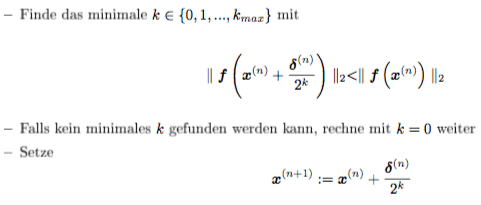 – Finde das minimale k ∈ {0, 1, ..., k_max} mit
‖ f ( x^(n) + δ^(n) / 2^k ) ‖₂ < ‖ f ( x^(n) ) ‖₂
– Falls kein minimales k gefunden werden kann, rechne mit k = 0 weiter
– Setze
x^(n+1) := x^(n) + δ^(n) / 2^k